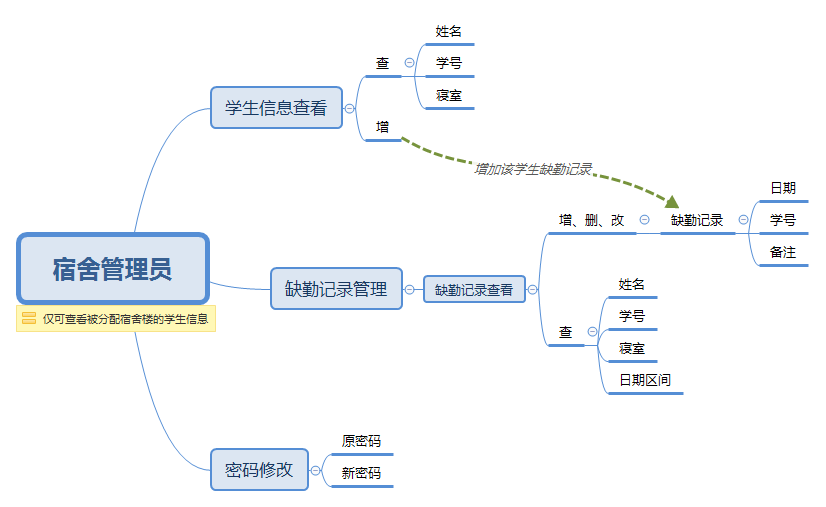 宿舍管理员
仅可查看被分配宿舍楼的学生信息
学生信息查看
查
姓名
学号
寝室
增
增加该学生缺勤记录
缺勤记录管理
缺勤记录查看
增、删、改
缺勤记录
日期
学号
备注
查
姓名
学号
寝室
日期区间
密码修改
原密码
新密码